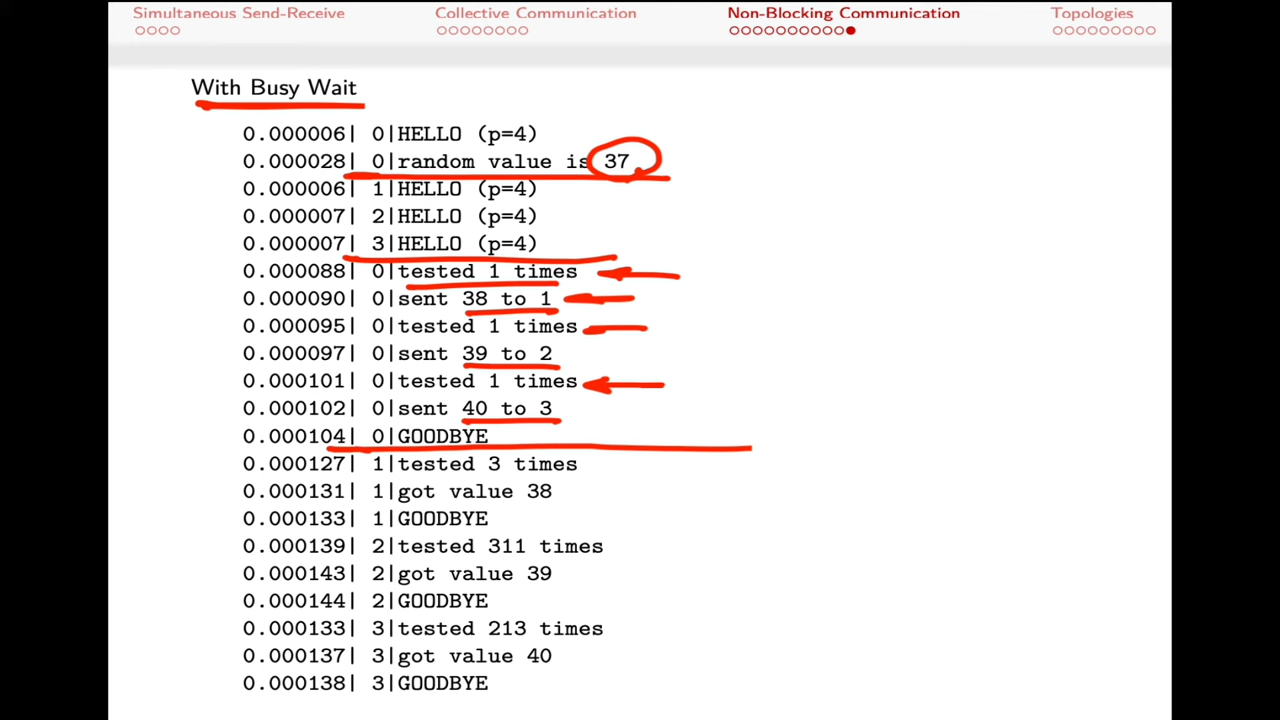 Simultaneous Send-Receive Collective Communication Non-Blocking Communication Topologies
With Busy Wait
0.000006| 0|HELLO (p=4)
0.000028| 0|random value is 37
0.000006| 1|HELLO (p=4)
0.000007| 2|HELLO (p=4)
0.000007| 3|HELLO (p=4)
0.000088| 0|tested 1 times
0.000090| 0|sent 38 to 1
0.000095| 0|tested 1 times
0.000097| 0|sent 39 to 2
0.000101| 0|tested 1 times
0.000102| 0|sent 40 to 3
0.000104| 0|GOODBYE
0.000127| 1|tested 3 times
0.000131| 1|got value 38
0.000133| 1|GOODBYE
0.000139| 2|tested 311 times
0.000143| 2|got value 39
0.000144| 2|GOODBYE
0.000133| 3|tested 213 times
0.000137| 3|got value 40
0.000138| 3|GOODBYE